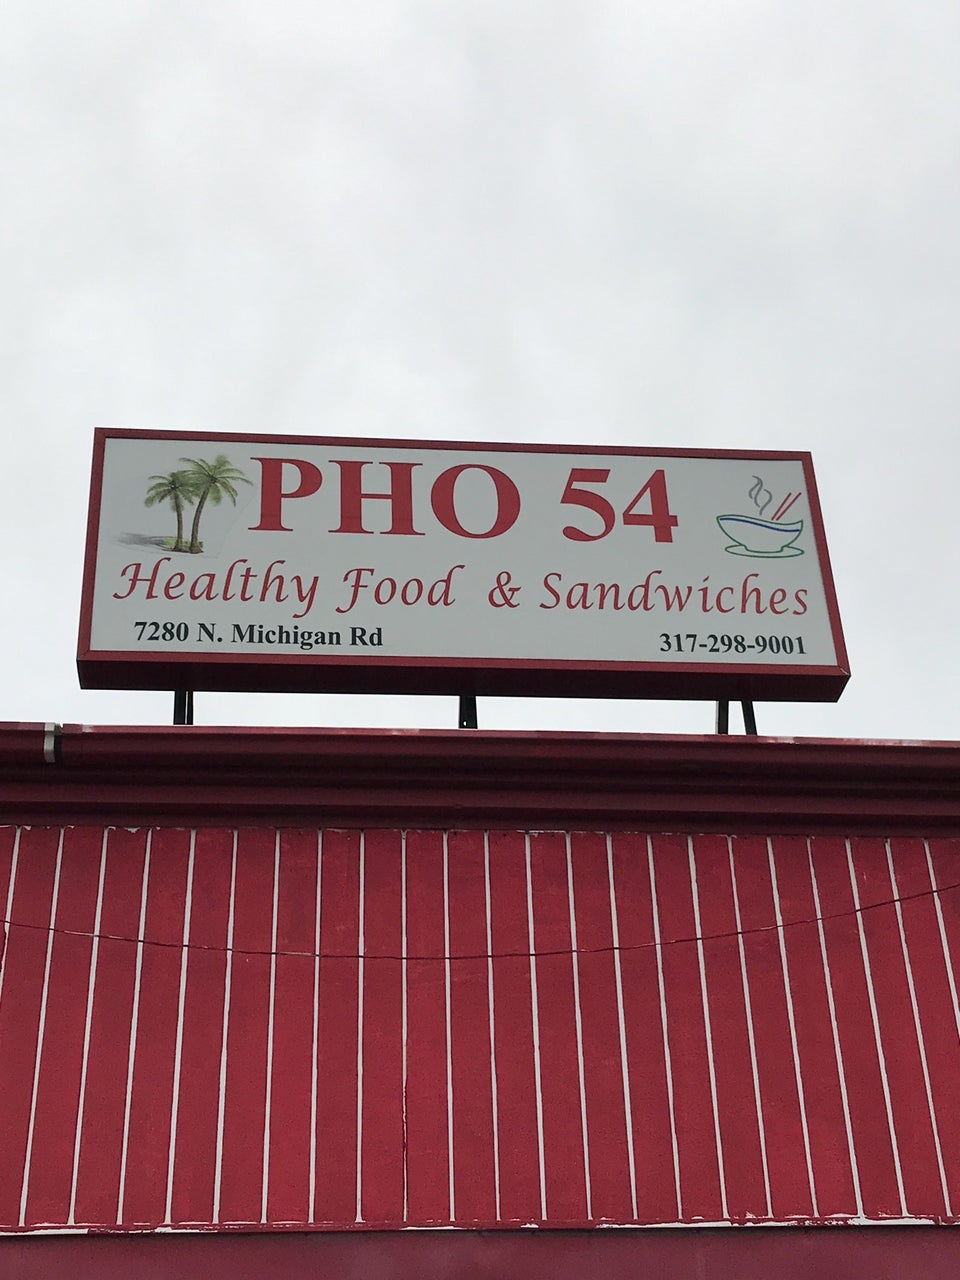 PHO 54
Healthy Food & Sandwiches
7280 N. Michigan Rd
317-298-9001